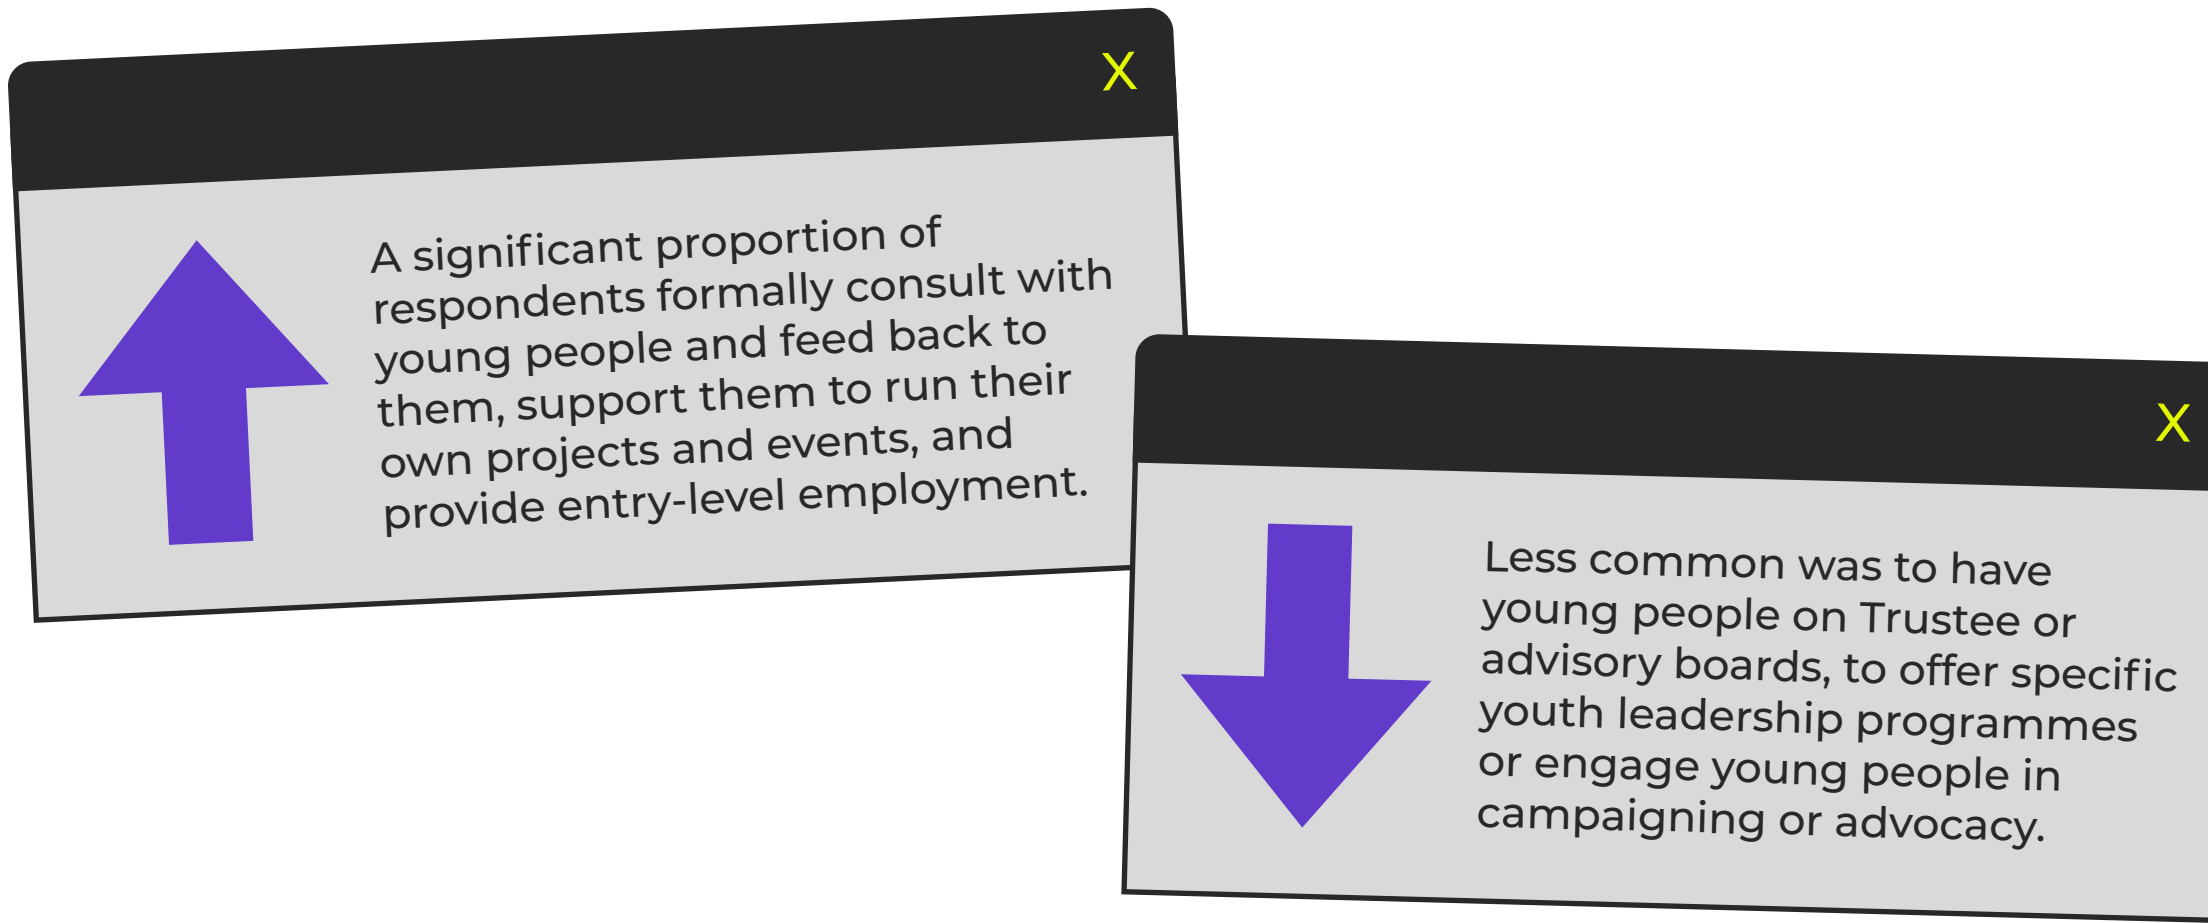 X
A significant proportion of
respondents formally consult with
young people and feed back to
them, support them to run their
own projects and events, and
provide entry-level employment.
X
Less common was to have
young people on Trustee or
advisory boards, to offer specific
youth leadership programmes
or engage young people in
campaigning or advocacy.